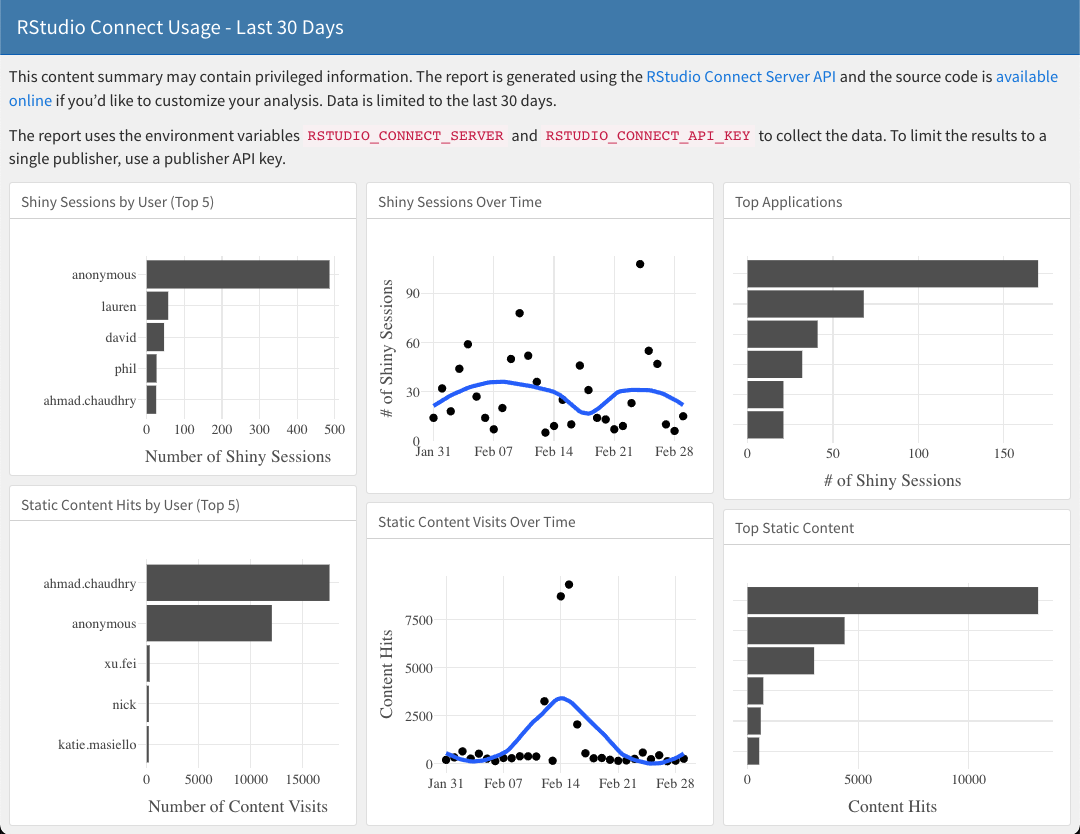 RStudio Connect Usage - Last 30 Days
This content summary may contain privileged information. The report is generated using the RStudio Connect Server API and the source code is available
online if you’d like to customize your analysis. Data is limited to the last 30 days.
The report uses the environment variables RSTUDIO_CONNECT_SERVER and RSTUDIO_CONNECT_API_KEY to collect the data. To limit the results to a
single publisher, use a publisher API key.
Shiny Sessions by User (Top 5)
anonymous
lauren
david
phil
ahmad.chaudhry
0 100 200 300 400 500
Number of Shiny Sessions
Static Content Hits by User (Top 5)
ahmad.chaudhry
anonymous
xu.fei
nick
katie.masiello
0 5000 10000 15000
Number of Content Visits
Shiny Sessions Over Time
# of Shiny Sessions
90
60
30
0
Jan 31 Feb 07 Feb 14 Feb 21 Feb 28
Static Content Visits Over Time
Content Hits
7500
5000
2500
0
Jan 31 Feb 07 Feb 14 Feb 21 Feb 28
Top Applications
0 50 100 150
# of Shiny Sessions
Top Static Content
0 5000 10000
Content Hits